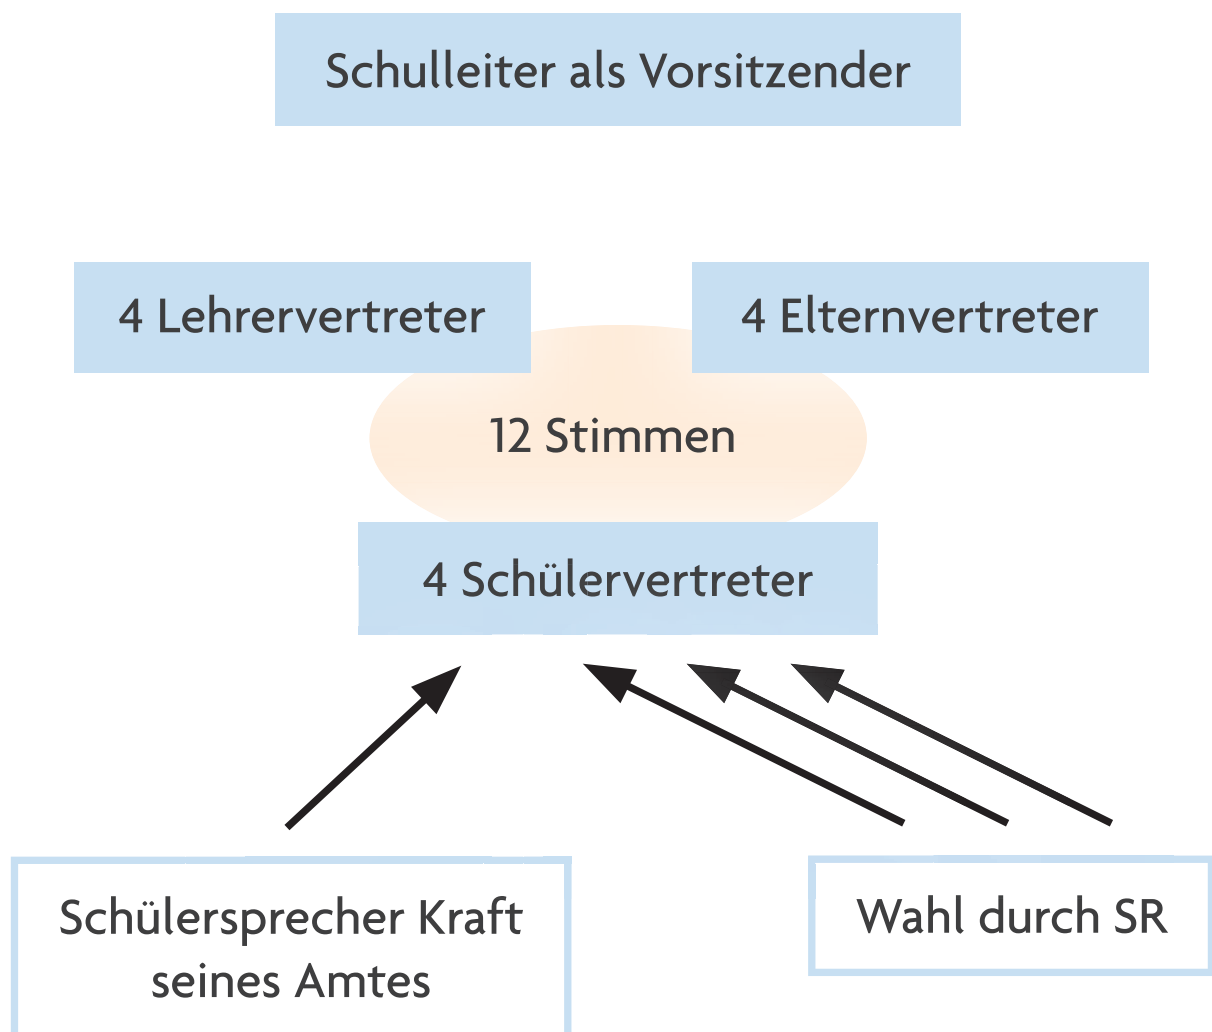 Schulleiter als Vorsitzender
4 Lehrervertreter
4 Elternvertreter
12 Stimmen
4 Schülervertreter
Schülersprecher Kraft
seines Amtes
Wahl durch SR